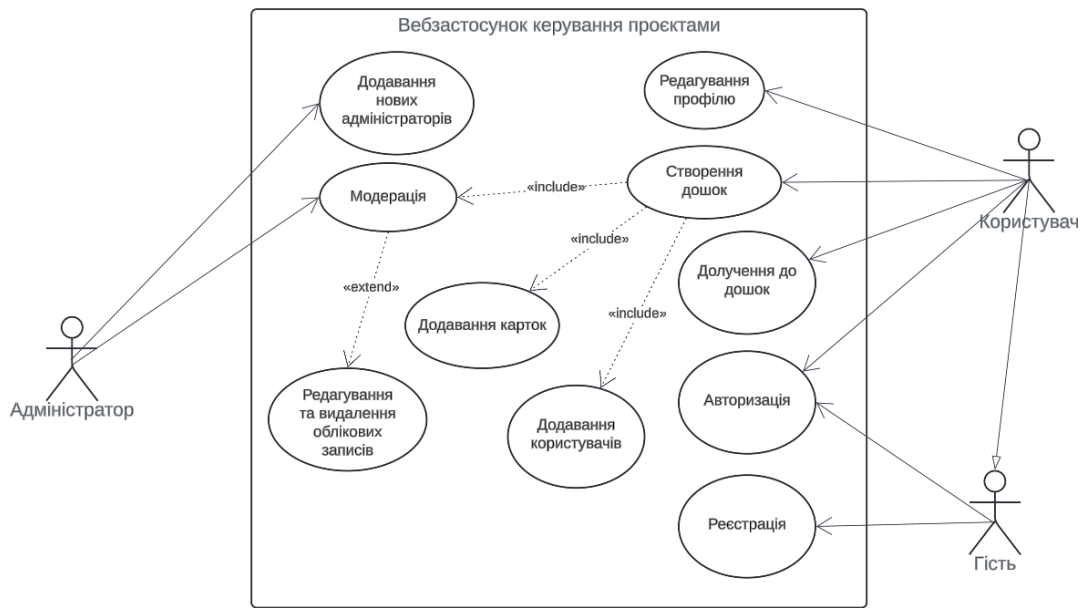 Вебзастосунок керування проєктами
Додавання
нових
адміністраторів
Редагування
профілю
Модерація
«include»
Створення
дошок
Користувач
«include»
«extend»
Долучення до
дошок
«include»
Додавання карток
Адміністратор
Редагування
та видалення
облікових
записів
Додавання
користувачів
Авторизація
Реєстрація
Гість